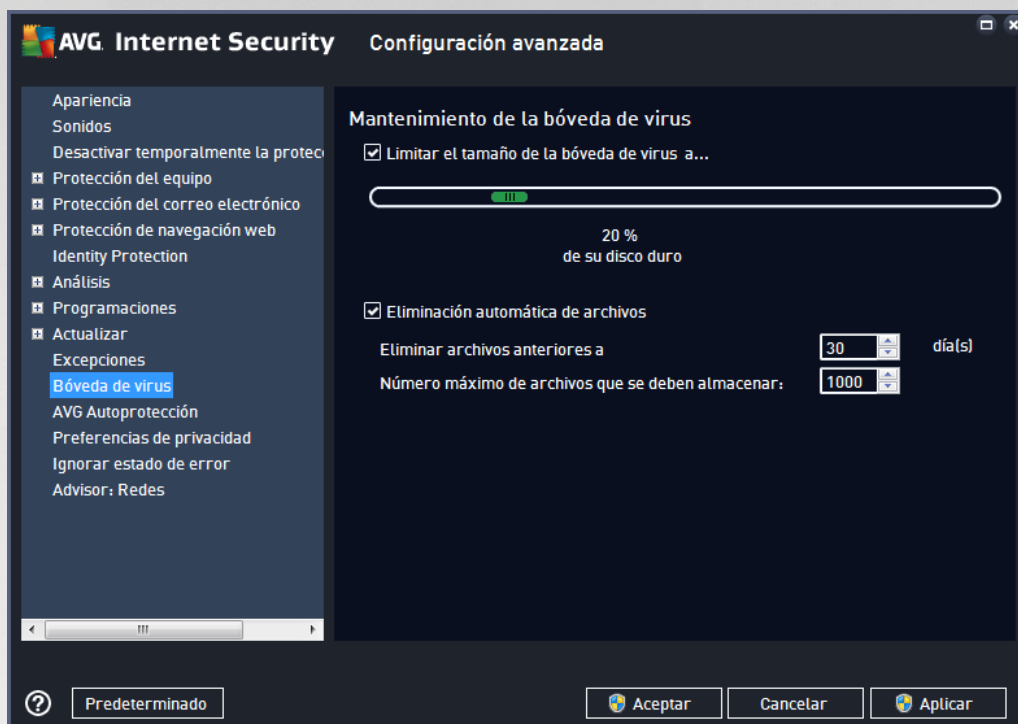 AVG. Internet Security
Configuración avanzada
Apariencia
Sonidos
Desactivar temporalmente la protec
Protección del equipo
Protección del correo electrónico
Protección de navegación web
Identity Protection
Análisis
Programaciones
Actualizar
Excepciones
Bóveda de virus
AVG Autoprotección
Preferencias de privacidad
Ignorar estado de error
Advisor: Redes
Mantenimiento de la bóveda de virus
Limitar el tamaño de la bóveda de virus a...
20 %
de su disco duro
Eliminación automática de archivos
Eliminar archivos anteriores a 30 día(s)
Número máximo de archivos que se deben almacenar: 1000
? Predeterminado Aceptar Cancelar Aplicar